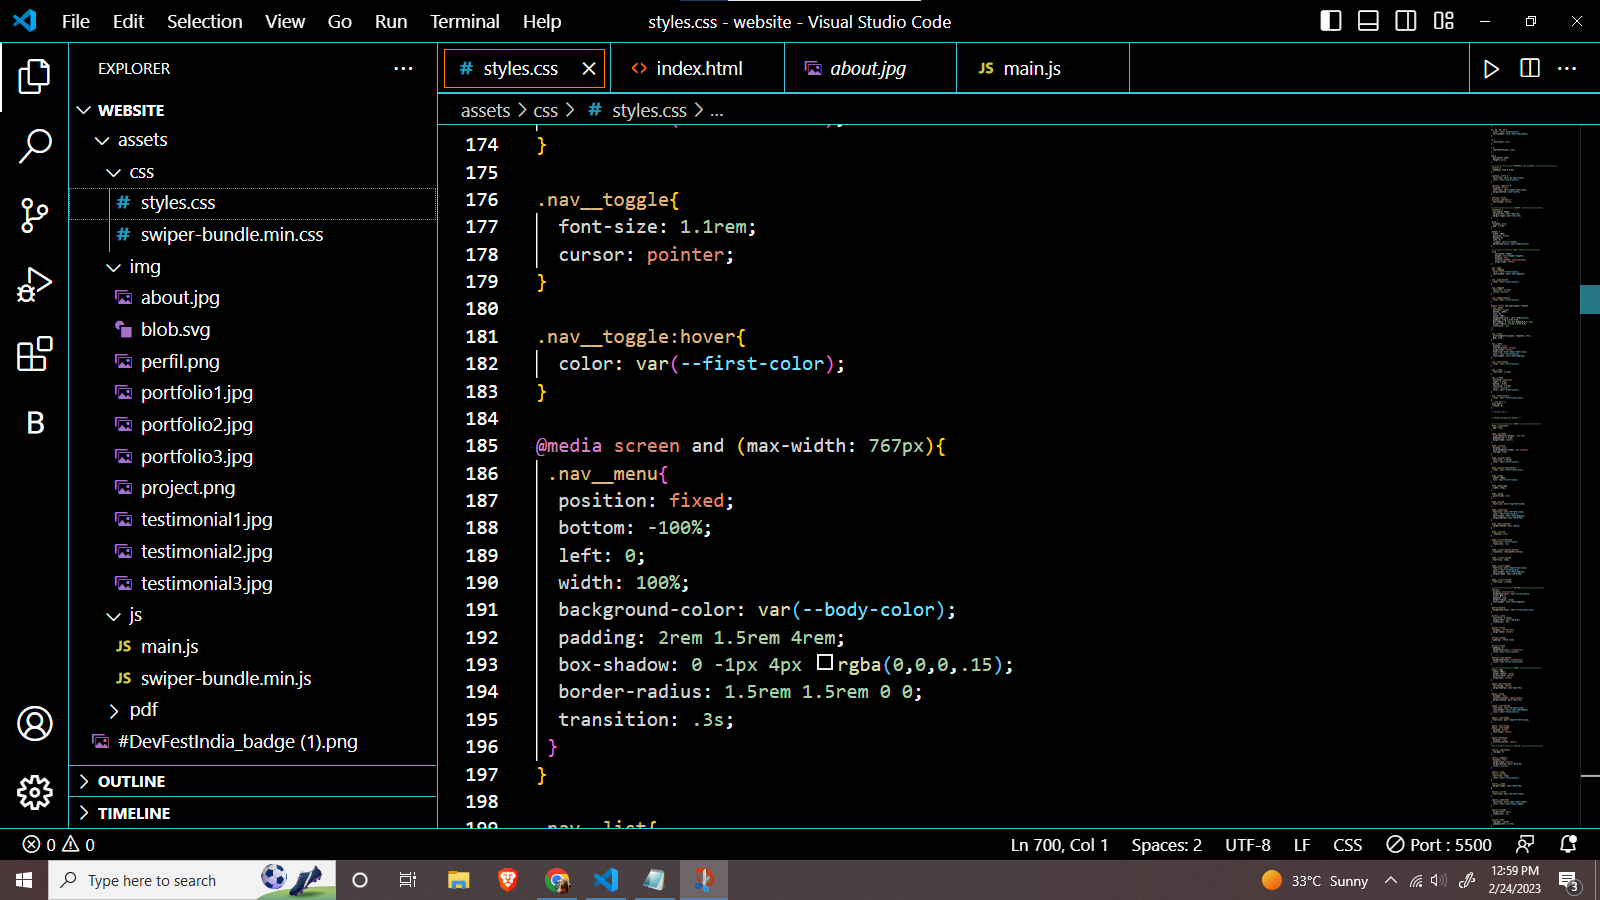 File Edit Selection View Go Run Terminal Help
styles.css - website - Visual Studio Code
EXPLORER
WEBSITE
assets
css
# styles.css
# swiper-bundle.min.css
img
about.jpg
blob.svg
perfil.png
portfolio1.jpg
portfolio2.jpg
portfolio3.jpg
project.png
testimonial1.jpg
testimonial2.jpg
testimonial3.jpg
js
JS main.js
JS swiper-bundle.min.js
pdf
#DevFestIndia_badge (1).png
OUTLINE
TIMELINE
B
# styles.css
<> index.html
about.jpg
JS main.js
assets > css > # styles.css > ...
174 }
175
176 .nav__toggle{
177 font-size: 1.1rem;
178 cursor: pointer;
179 }
180
181 .nav__toggle:hover{
182 color: var(--first-color);
183 }
184
185 @media screen and (max-width: 767px){
186 .nav__menu{
187 position: fixed;
188 bottom: -100%;
189 left: 0;
190 width: 100%;
191 background-color: var(--body-color);
192 padding: 2rem 1.5rem 4rem;
193 box-shadow: 0 -1px 4px rgba(0,0,0,.15);
194 border-radius: 1.5rem 1.5rem 0 0;
195 transition: .3s;
196 }
197 }
198
199 .nav__list{
0 0
Ln 700, Col 1 Spaces: 2 UTF-8 LF CSS Port : 5500
Type here to search
33°C Sunny
12:59 PM
2/24/2023
3